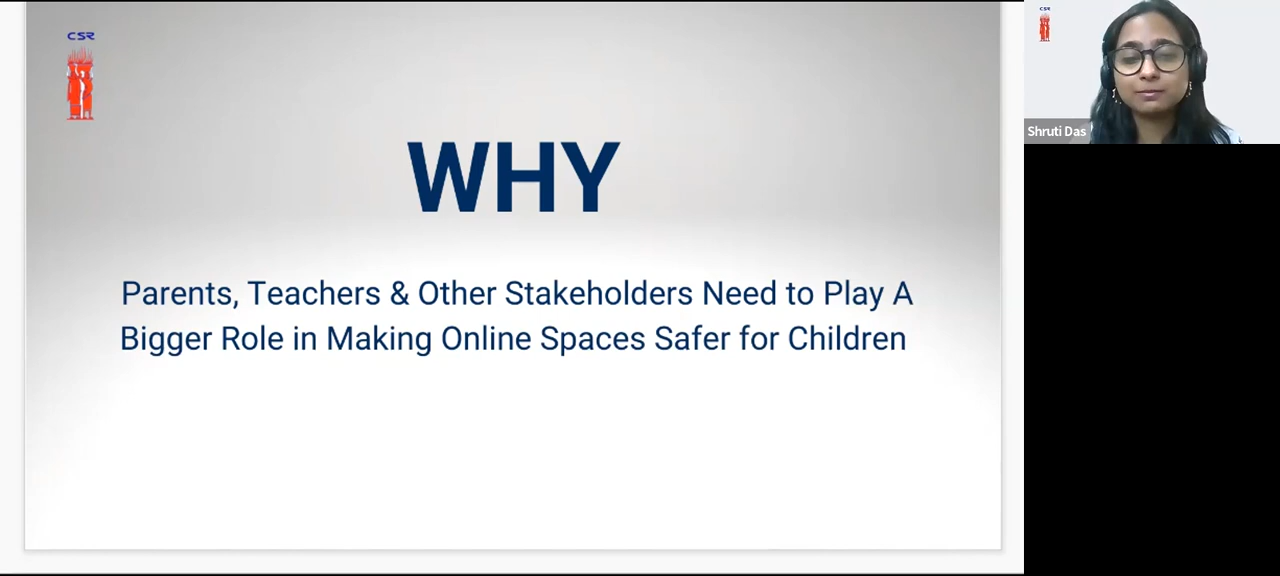 CSR
WHY
Parents, Teachers & Other Stakeholders Need to Play A
Bigger Role in Making Online Spaces Safer for Children
CSR
Shruti Das